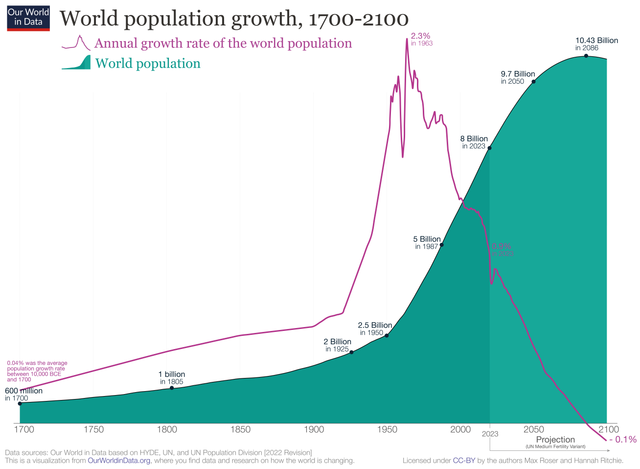 Our World
in Data
World population growth, 1700-2100
Annual growth rate of the world population
World population
2.3%
in 1963
10.43 Billion
in 2086
9.7 Billion
in 2050
8 Billion
in 2023
5 Billion
in 1987
2.5 Billion
in 1950
2 Billion
in 1925
1 billion
in 1805
0.04% was the average
population growth rate
between 10,000 BCE
and 1700
600 million
in 1700
1700
1750
1800
1850
1900
1950
2000
2023
2050
2100
- 0.1%
Projection
(UN Medium Fertility Variant)
Data sources: Our World in Data based on HYDE, UN, and UN Population Division [2022 Revision]
This is a visualization from OurWorldinData.org, where you find data and research on how the world is changing.
Licensed under CC-BY by the authors Max Roser and Hannah Ritchie.